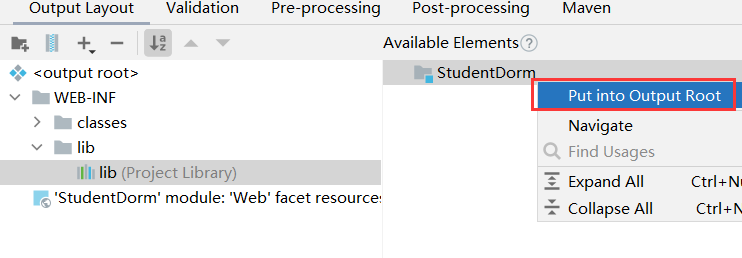 Output Layout Validation Pre-processing Post-processing Maven
Available Elements ?
<output root>
WEB-INF
classes
lib
lib (Project Library)
'StudentDorm' module: 'Web' facet resources
StudentDorm
Put into Output Root
Navigate
Find Usages
Expand All Ctrl+Nu
Collapse All Ctrl+N